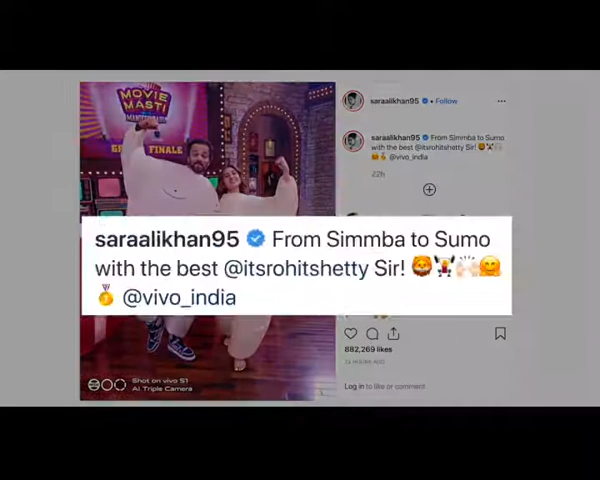 MOVIE
MASTI
saraalikhan95 • Follow
saraalikhan95 From Simmba to Sumo
with the best @itsrohitshetty Sir! 🦁🏋️🙌🏻
🤗🏅 @vivo_india
22h
saraalikhan95 From Simmba to Sumo
with the best @itsrohitshetty Sir! 🦁🏋️🙌🏻🤗
🏅 @vivo_india
882,269 likes
Log in to like or comment.
Shot on vivo S1
AI Triple Camera